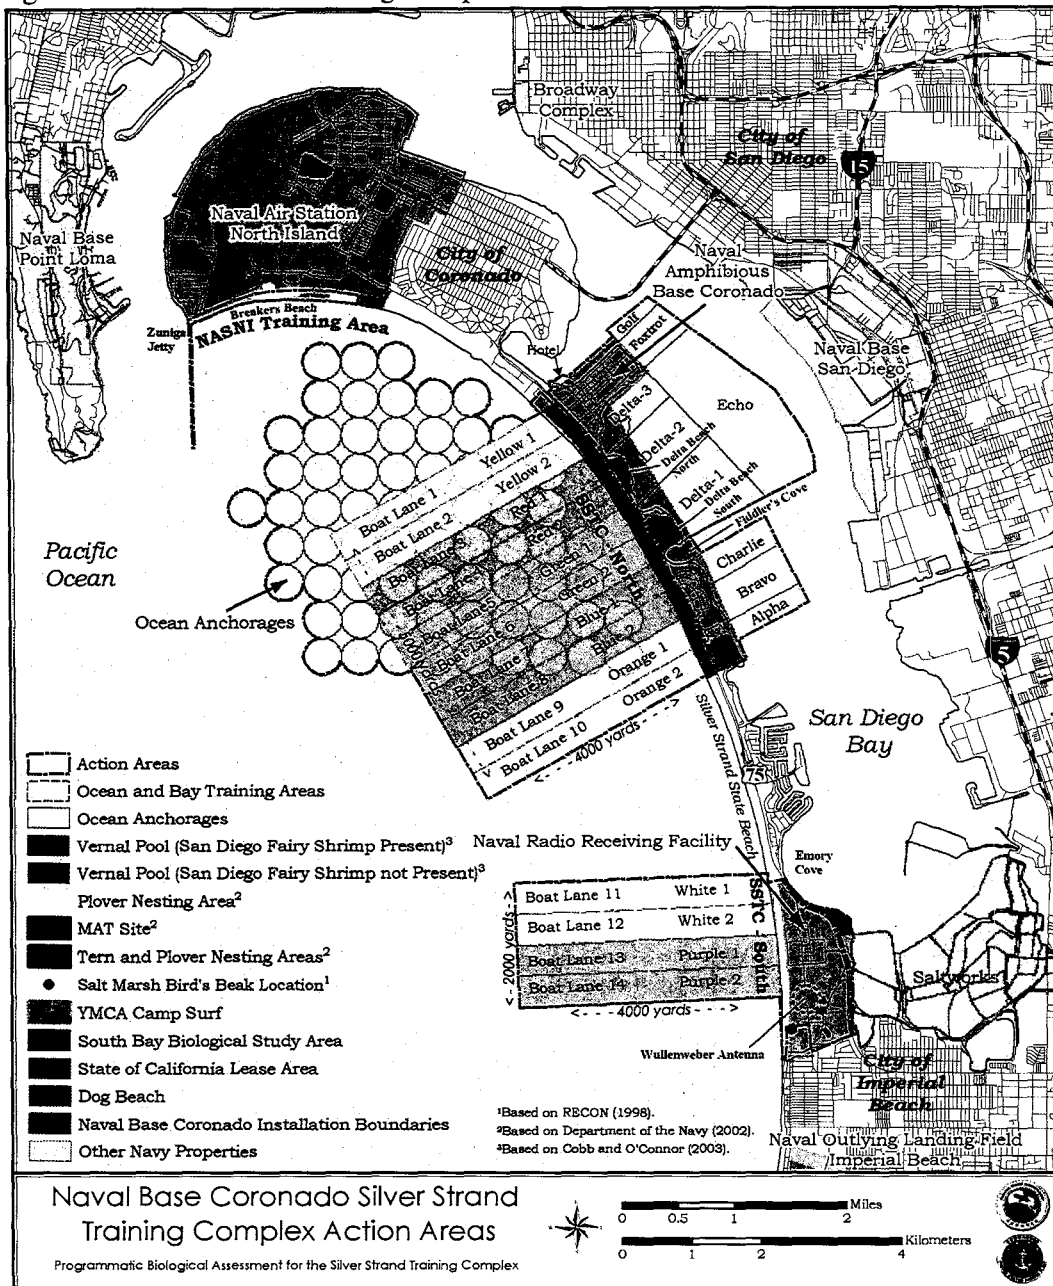 Broadway
Complex
City of
San Diego
15
Naval Air Station
North Island
Naval Base
Point Loma
City of
Coronado
Naval
Amphibious
Base Coronado
Breakers Beach
NASNI Training Area
Zuniga
Jetty
Hotel
Golf
Foxtrot
Naval Base
San Diego
Echo
Delta-3
Delta-2
Delta Beach
North
Delta-1
Delta Beach
South
Fiddler's Cove
Charlie
Bravo
Alpha
Yellow 1
Boat Lane 1
Yellow 2
Boat Lane 2
Boat Lane
Green 2
Boat Lane 6
Boat Lane
Orange 1
Boat Lane 9
Orange 2
Boat Lane 10
4000 yards
SSTC - North
Pacific
Ocean
Ocean Anchorages
5
San Diego
Bay
Silver Strand State Beach
75
Action Areas
Ocean and Bay Training Areas
Ocean Anchorages
Vernal Pool (San Diego Fairy Shrimp Present)³
Vernal Pool (San Diego Fairy Shrimp not Present)³
Plover Nesting Area²
MAT Site²
Tern and Plover Nesting Areas²
Salt Marsh Bird's Beak Location¹
YMCA Camp Surf
South Bay Biological Study Area
State of California Lease Area
Dog Beach
Naval Base Coronado Installation Boundaries
Other Navy Properties
Naval Radio Receiving Facility
Emory
Cove
Boat Lane 11 White 1
Boat Lane 12 White 2
Boat Lane 13 Purple 1
Boat Lane 14 Purple 2
2000 yards
4000 yards
SSTC - South
Saltworks
Wullenweber Antenna
City of
Imperial
Beach
Naval Outlying Landing Field
Imperial Beach
¹Based on RECON (1998).
²Based on Department of the Navy (2002).
³Based on Cobb and O'Connor (2003).
Naval Base Coronado Silver Strand
Training Complex Action Areas
Programmatic Biological Assessment for the Silver Strand Training Complex
Miles
0 0.5 1 2
Kilometers
0 1 2 4